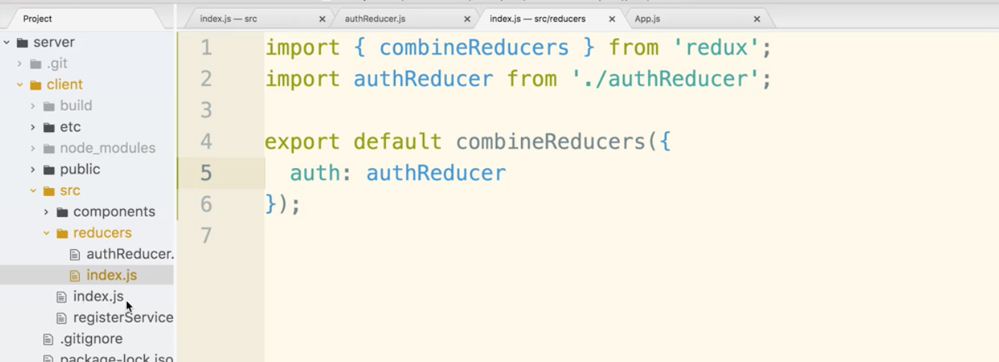 Project
index.js — src
authReducer.js
index.js — src/reducers
App.js
server
.git
client
build
etc
node_modules
public
src
components
reducers
authReducer.
index.js
index.js
registerService
.gitignore
package-lock.jso
1 import { combineReducers } from 'redux';
2 import authReducer from './authReducer';
3
4 export default combineReducers({
5 auth: authReducer
6 });
7